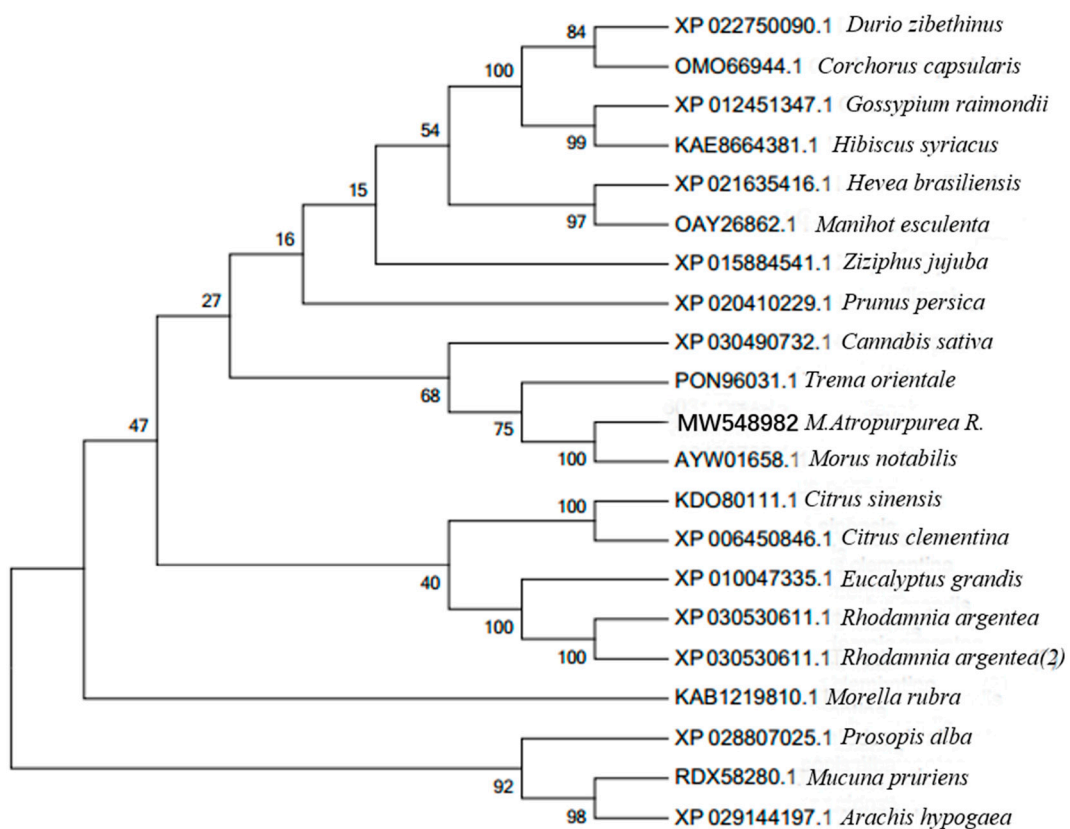 84
XP 022750090.1 Durio zibethinus
OMO66944.1 Corchorus capsularis
100
XP 012451347.1 Gossypium raimondii
99
KAE8664381.1 Hibiscus syriacus
54
XP 021635416.1 Hevea brasiliensis
97
OAY26862.1 Manihot esculenta
15
XP 015884541.1 Ziziphus jujuba
16
XP 020410229.1 Prunus persica
27
XP 030490732.1 Cannabis sativa
68
PON96031.1 Trema orientale
75
MW548982 M.Atropurpurea R.
100
AYW01658.1 Morus notabilis
47
100
KDO80111.1 Citrus sinensis
XP 006450846.1 Citrus clementina
40
XP 010047335.1 Eucalyptus grandis
100
XP 030530611.1 Rhodamnia argentea
100
XP 030530611.1 Rhodamnia argentea(2)
KAB1219810.1 Morella rubra
XP 028807025.1 Prosopis alba
92
RDX58280.1 Mucuna pruriens
98
XP 029144197.1 Arachis hypogaea